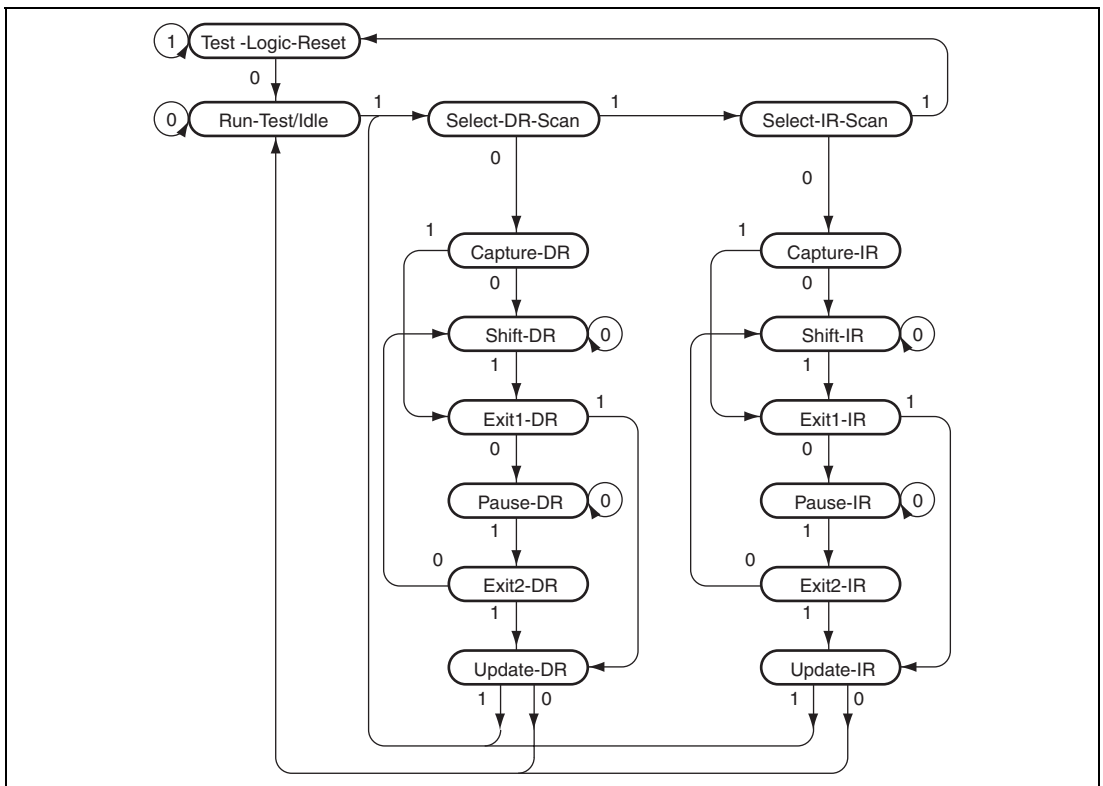 1 Test -Logic-Reset
0
0 Run-Test/Idle 1 Select-DR-Scan 1 Select-IR-Scan 1
0 0
1 Capture-DR 1 Capture-IR
0 0
Shift-DR 0 Shift-IR 0
1 1
Exit1-DR 1 Exit1-IR 1
0 0
Pause-DR 0 Pause-IR 0
1 1
0 Exit2-DR 0 Exit2-IR
1 1
Update-DR Update-IR
1 0 1 0